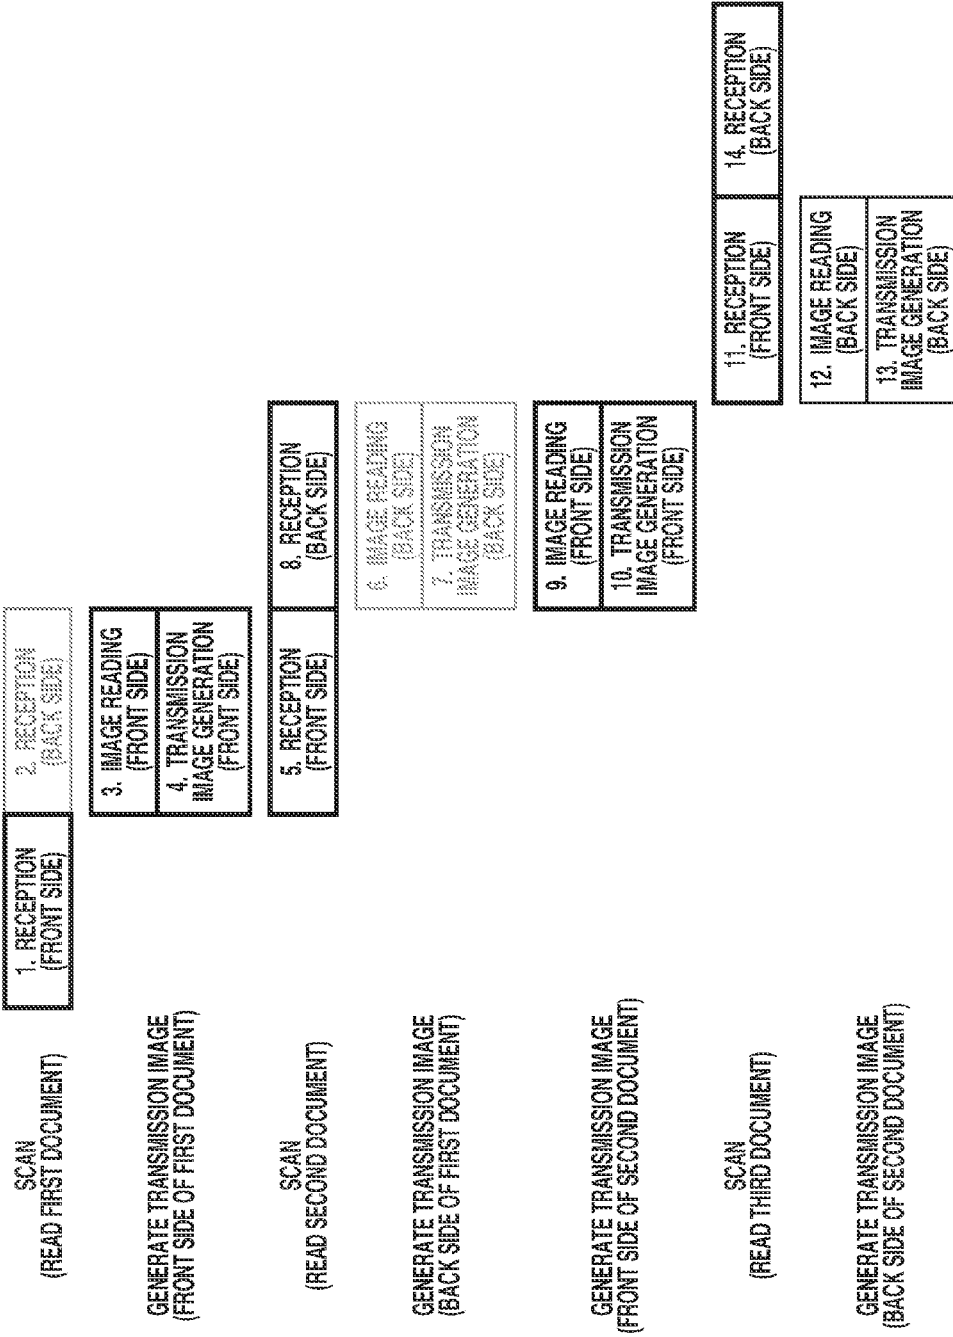 SCAN
(READ FIRST DOCUMENT)
1. RECEPTION
(FRONT SIDE)
2. RECEPTION
(BACK SIDE)
GENERATE TRANSMISSION IMAGE
(FRONT SIDE OF FIRST DOCUMENT)
3. IMAGE READING
(FRONT SIDE)
4. TRANSMISSION
IMAGE GENERATION
(FRONT SIDE)
SCAN
(READ SECOND DOCUMENT)
5. RECEPTION
(FRONT SIDE)
8. RECEPTION
(BACK SIDE)
GENERATE TRANSMISSION IMAGE
(BACK SIDE OF FIRST DOCUMENT)
6. IMAGE READING
(BACK SIDE)
7. TRANSMISSION
IMAGE GENERATION
(BACK SIDE)
GENERATE TRANSMISSION IMAGE
(FRONT SIDE OF SECOND DOCUMENT)
9. IMAGE READING
(FRONT SIDE)
10. TRANSMISSION
IMAGE GENERATION
(FRONT SIDE)
SCAN
(READ THIRD DOCUMENT)
11. RECEPTION
(FRONT SIDE)
14. RECEPTION
(BACK SIDE)
GENERATE TRANSMISSION IMAGE
(BACK SIDE OF SECOND DOCUMENT)
12. IMAGE READING
(BACK SIDE)
13. TRANSMISSION
IMAGE GENERATION
(BACK SIDE)